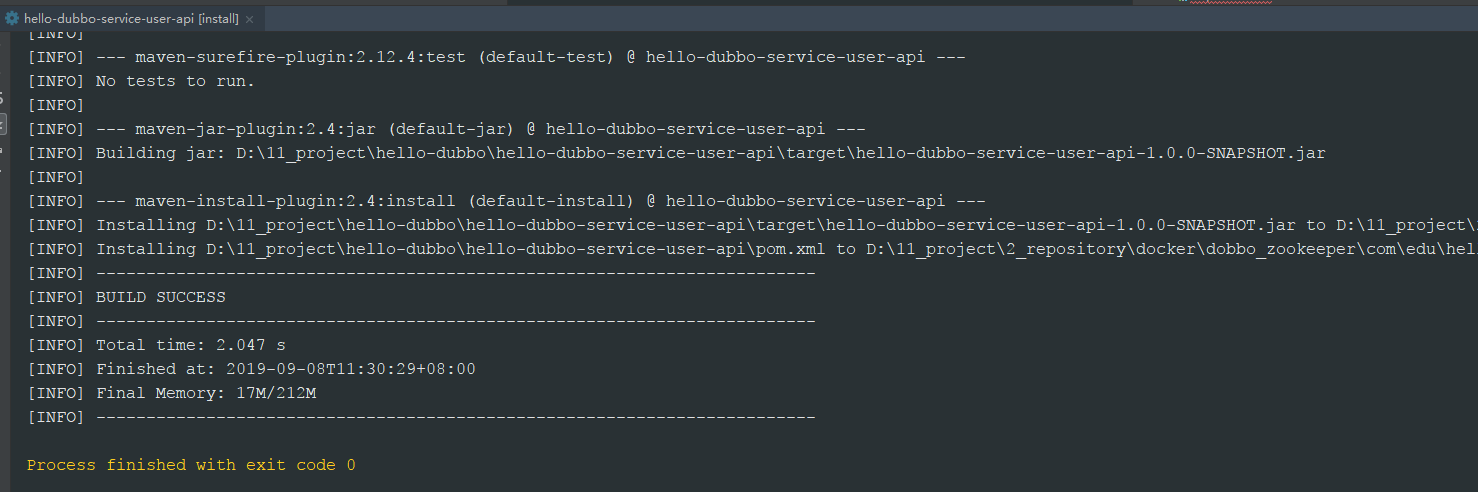 hello-dubbo-service-user-api [install]
[INFO]
[INFO] --- maven-surefire-plugin:2.12.4:test (default-test) @ hello-dubbo-service-user-api ---
[INFO] No tests to run.
[INFO]
[INFO] --- maven-jar-plugin:2.4:jar (default-jar) @ hello-dubbo-service-user-api ---
[INFO] Building jar: D:\11_project\hello-dubbo\hello-dubbo-service-user-api\target\hello-dubbo-service-user-api-1.0.0-SNAPSHOT.jar
[INFO]
[INFO] --- maven-install-plugin:2.4:install (default-install) @ hello-dubbo-service-user-api ---
[INFO] Installing D:\11_project\hello-dubbo\hello-dubbo-service-user-api\target\hello-dubbo-service-user-api-1.0.0-SNAPSHOT.jar to D:\11_project\
[INFO] Installing D:\11_project\hello-dubbo\hello-dubbo-service-user-api\pom.xml to D:\11_project\2_repository\docker\dobbo_zookeeper\com\edu\hel
[INFO] ------------------------------------------------------------------------
[INFO] BUILD SUCCESS
[INFO] ------------------------------------------------------------------------
[INFO] Total time: 2.047 s
[INFO] Finished at: 2019-09-08T11:30:29+08:00
[INFO] Final Memory: 17M/212M
[INFO] ------------------------------------------------------------------------
Process finished with exit code 0